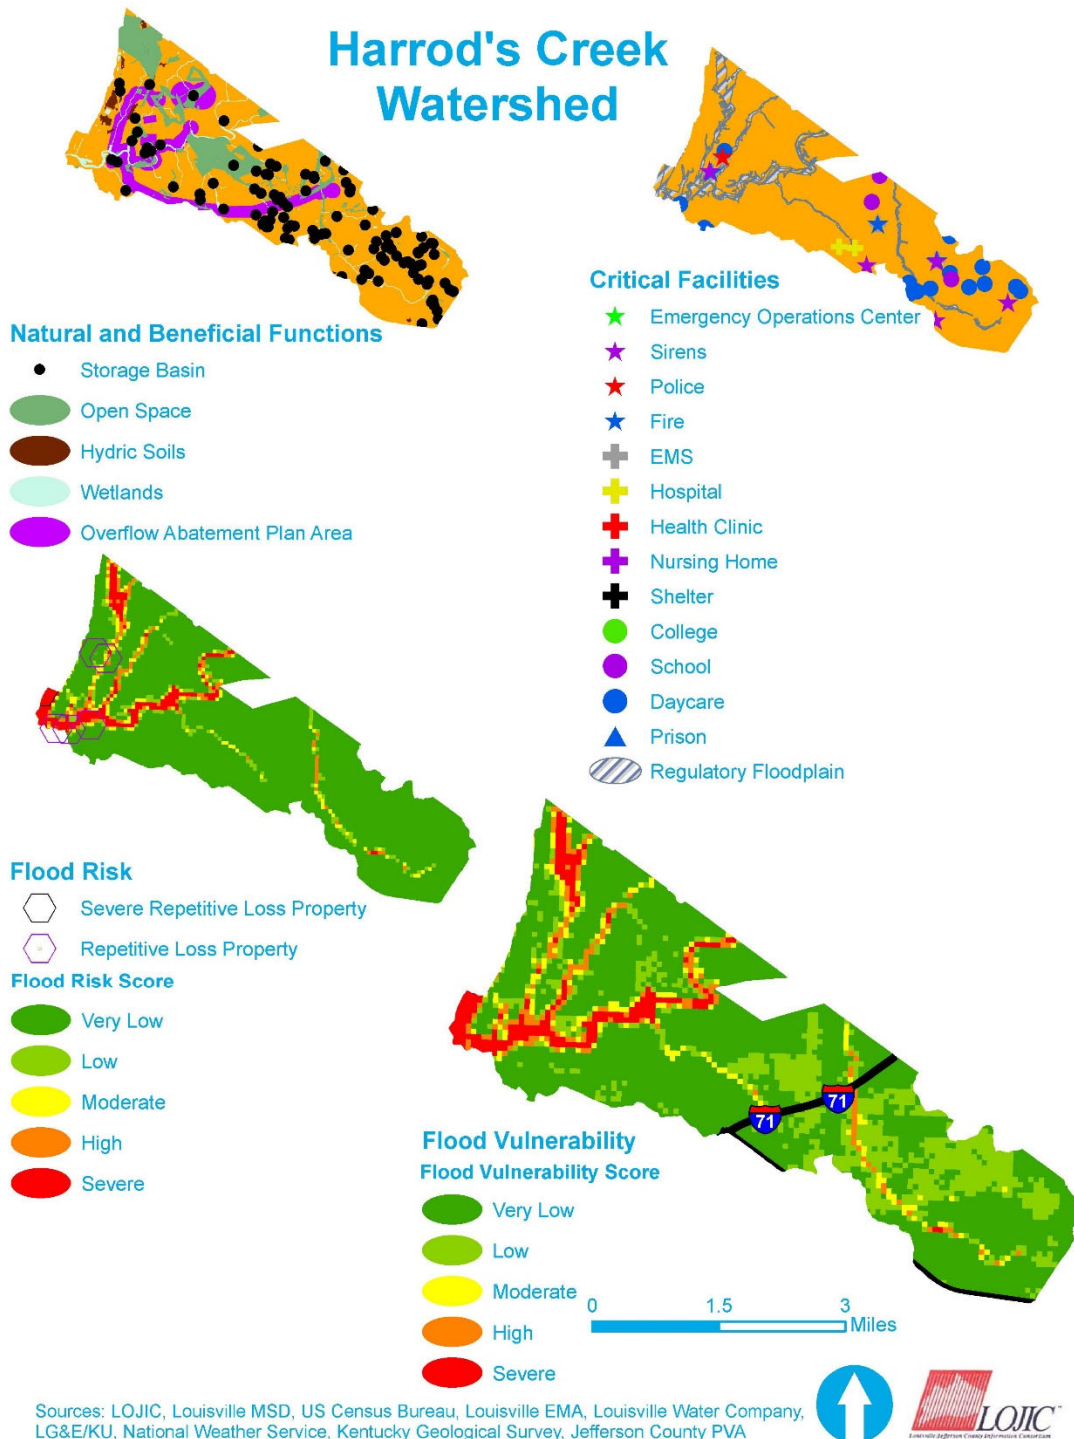 Harrod's Creek
Watershed
Natural and Beneficial Functions
Storage Basin
Open Space
Hydric Soils
Wetlands
Overflow Abatement Plan Area
Critical Facilities
Emergency Operations Center
Sirens
Police
Fire
EMS
Hospital
Health Clinic
Nursing Home
Shelter
College
School
Daycare
Prison
Regulatory Floodplain
Flood Risk
Severe Repetitive Loss Property
Repetitive Loss Property
Flood Risk Score
Very Low
Low
Moderate
High
Severe
71
71
Flood Vulnerability
Flood Vulnerability Score
Very Low
Low
Moderate
High
Severe
0 1.5 3
Miles
Sources: LOJIC, Louisville MSD, US Census Bureau, Louisville EMA, Louisville Water Company,
LG&E/KU, National Weather Service, Kentucky Geological Survey, Jefferson County PVA
LOJIC
Louisville Jefferson County Information Consortium